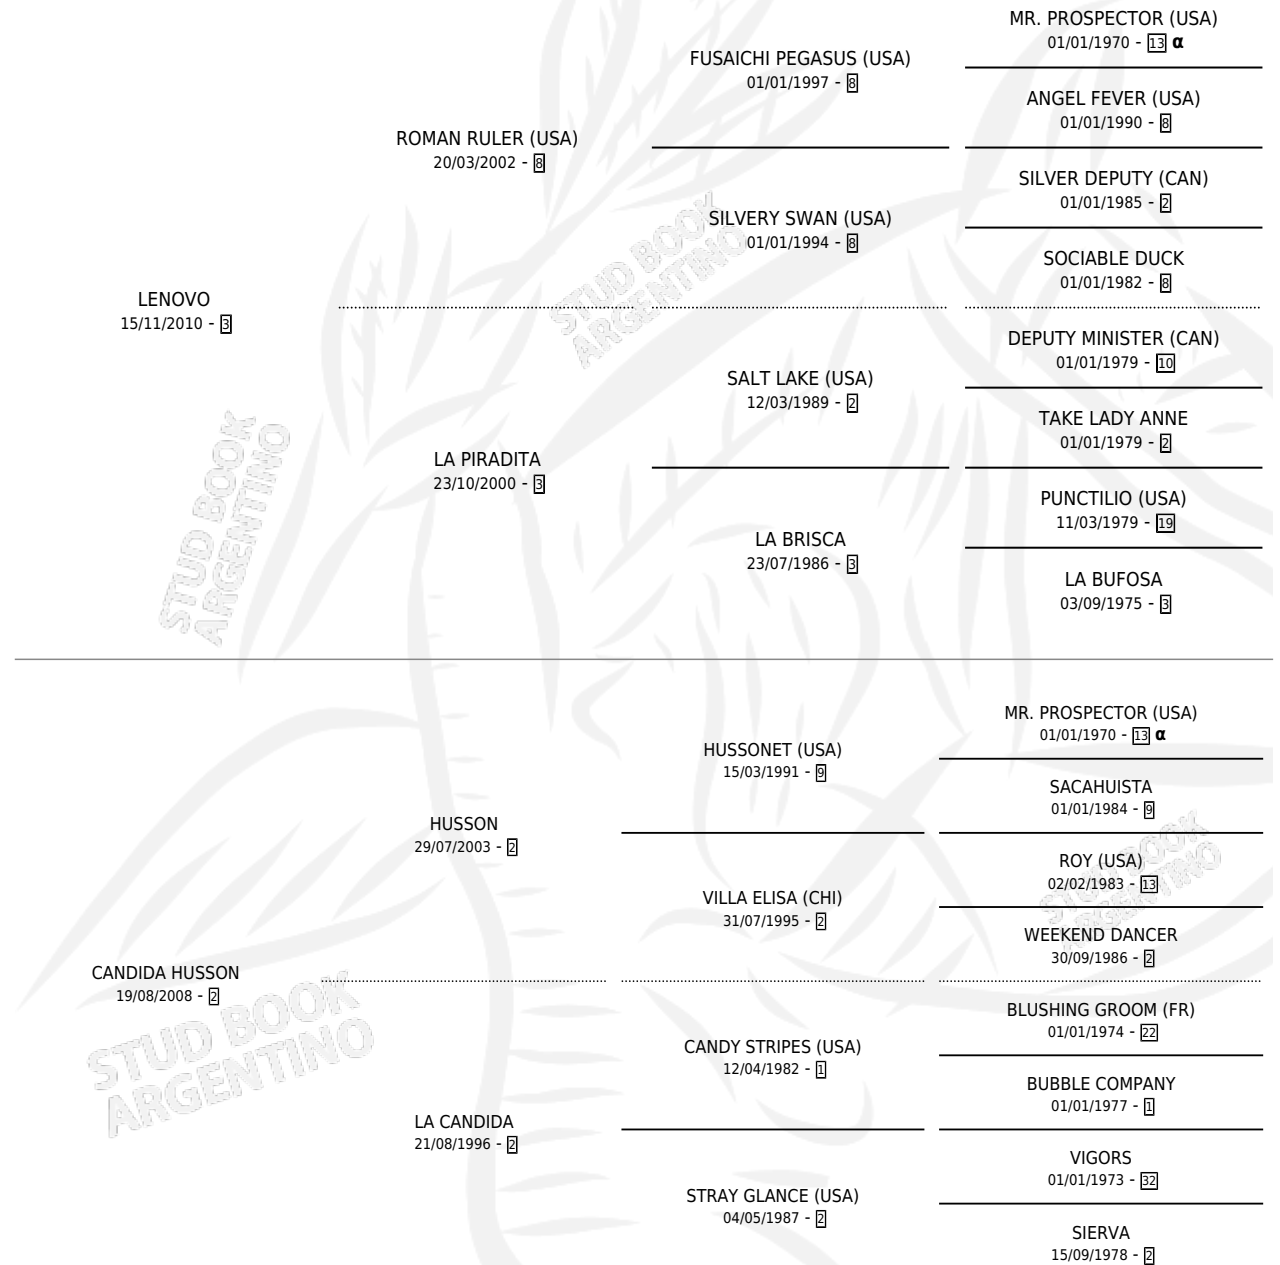 MR. PROSPECTOR (USA)
01/01/1970 - 13 α
FUSAICHI PEGASUS (USA)
01/01/1997 - 8
ANGEL FEVER (USA)
01/01/1990 - 8
ROMAN RULER (USA)
20/03/2002 - 8
SILVER DEPUTY (CAN)
01/01/1985 - 2
SILVERY SWAN (USA)
01/01/1994 - 8
SOCIABLE DUCK
01/01/1982 - 8
STUD BOOK
ARGENTINO
LENOVO
15/11/2010 - 3
DEPUTY MINISTER (CAN)
01/01/1979 - 10
SALT LAKE (USA)
12/03/1989 - 2
TAKE LADY ANNE
01/01/1979 - 2
LA PIRADITA
23/10/2000 - 3
PUNCTILIO (USA)
11/03/1979 - 19
LA BRISCA
23/07/1986 - 3
LA BUFOSA
03/09/1975 - 3
STUD BOOK
ARGENTINO
MR. PROSPECTOR (USA)
01/01/1970 - 13 α
HUSSONET (USA)
15/03/1991 - 9
SACAHUISTA
01/01/1984 - 9
HUSSON
29/07/2003 - 2
ROY (USA)
02/02/1983 - 13
VILLA ELISA (CHI)
31/07/1995 - 2
WEEKEND DANCER
30/09/1986 - 2
STUD BOOK
ARGENTINO
CANDIDA HUSSON
19/08/2008 - 2
STUD BOOK
ARGENTINO
BLUSHING GROOM (FR)
01/01/1974 - 22
CANDY STRIPES (USA)
12/04/1982 - 1
BUBBLE COMPANY
01/01/1977 - 1
LA CANDIDA
21/08/1996 - 2
VIGORS
01/01/1973 - 32
STRAY GLANCE (USA)
04/05/1987 - 2
SIERVA
15/09/1978 - 2